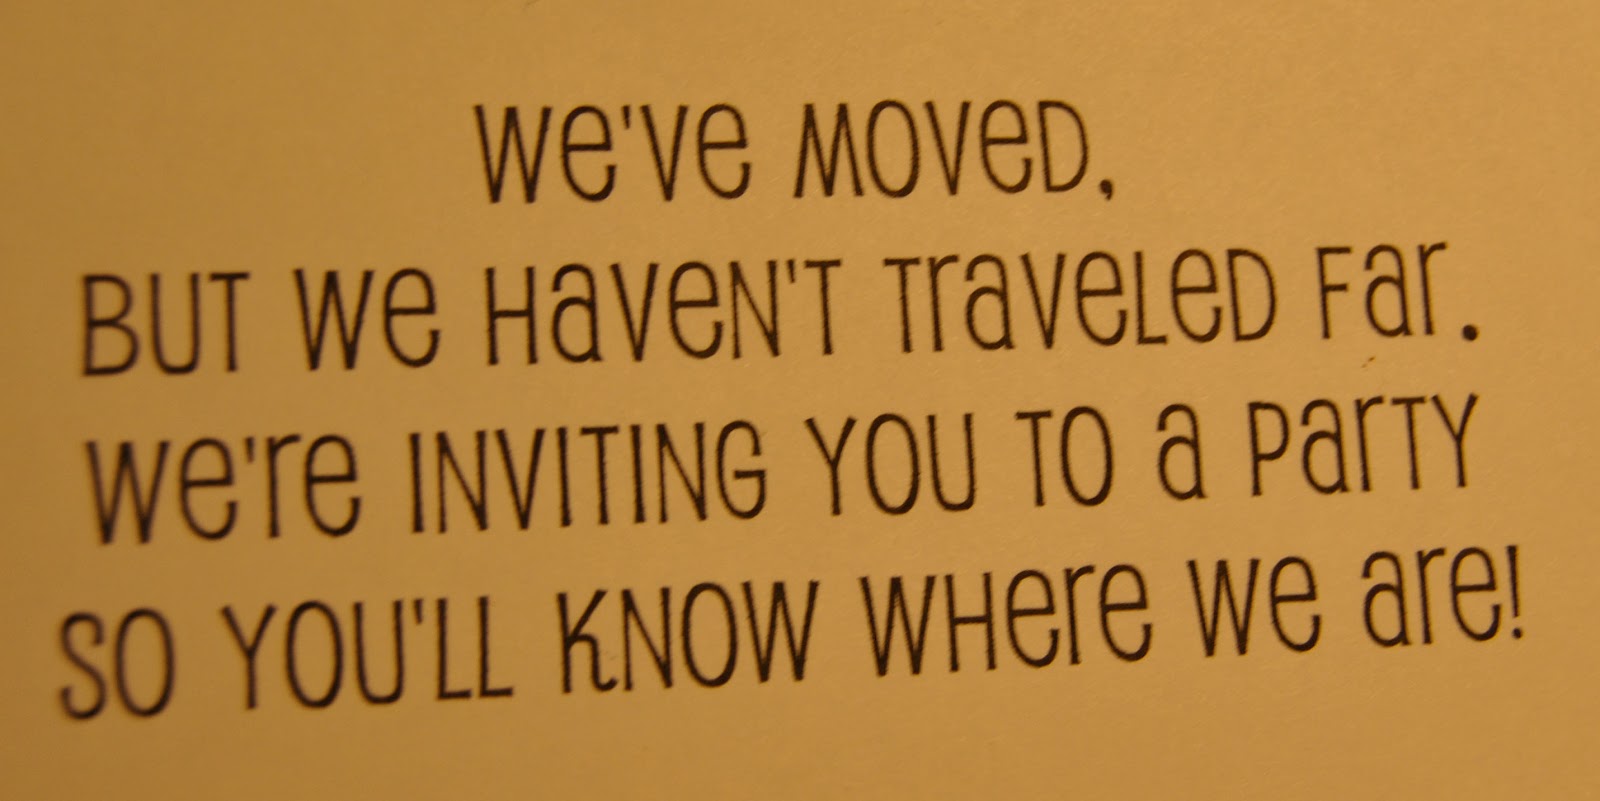 We've moved,
but we haven't traveled far.
We're inviting you to a party
so you'll know where we are!